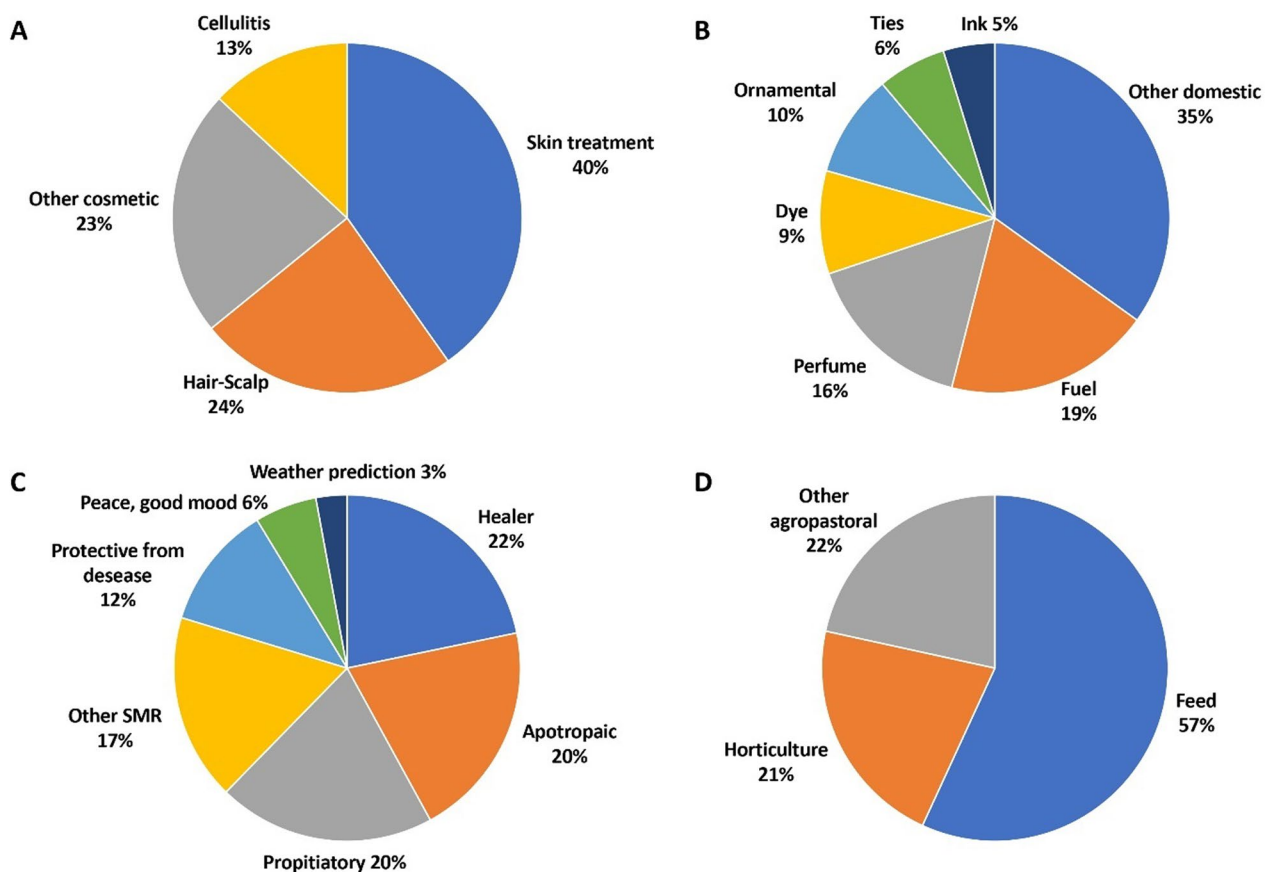 A
Cellulitis
13%
Skin treatment
40%
Other cosmetic
23%
Hair-Scalp
24%
B
Ties
6%
Ink 5%
Ornamental
10%
Other domestic
35%
Dye
9%
Perfume
16%
Fuel
19%
C
Weather prediction 3%
Peace, good mood 6%
Healer
22%
Protective from
desease
12%
Other SMR
17%
Apotropaic
20%
Propitiatory 20%
D
Other
agropastoral
22%
Feed
57%
Horticulture
21%